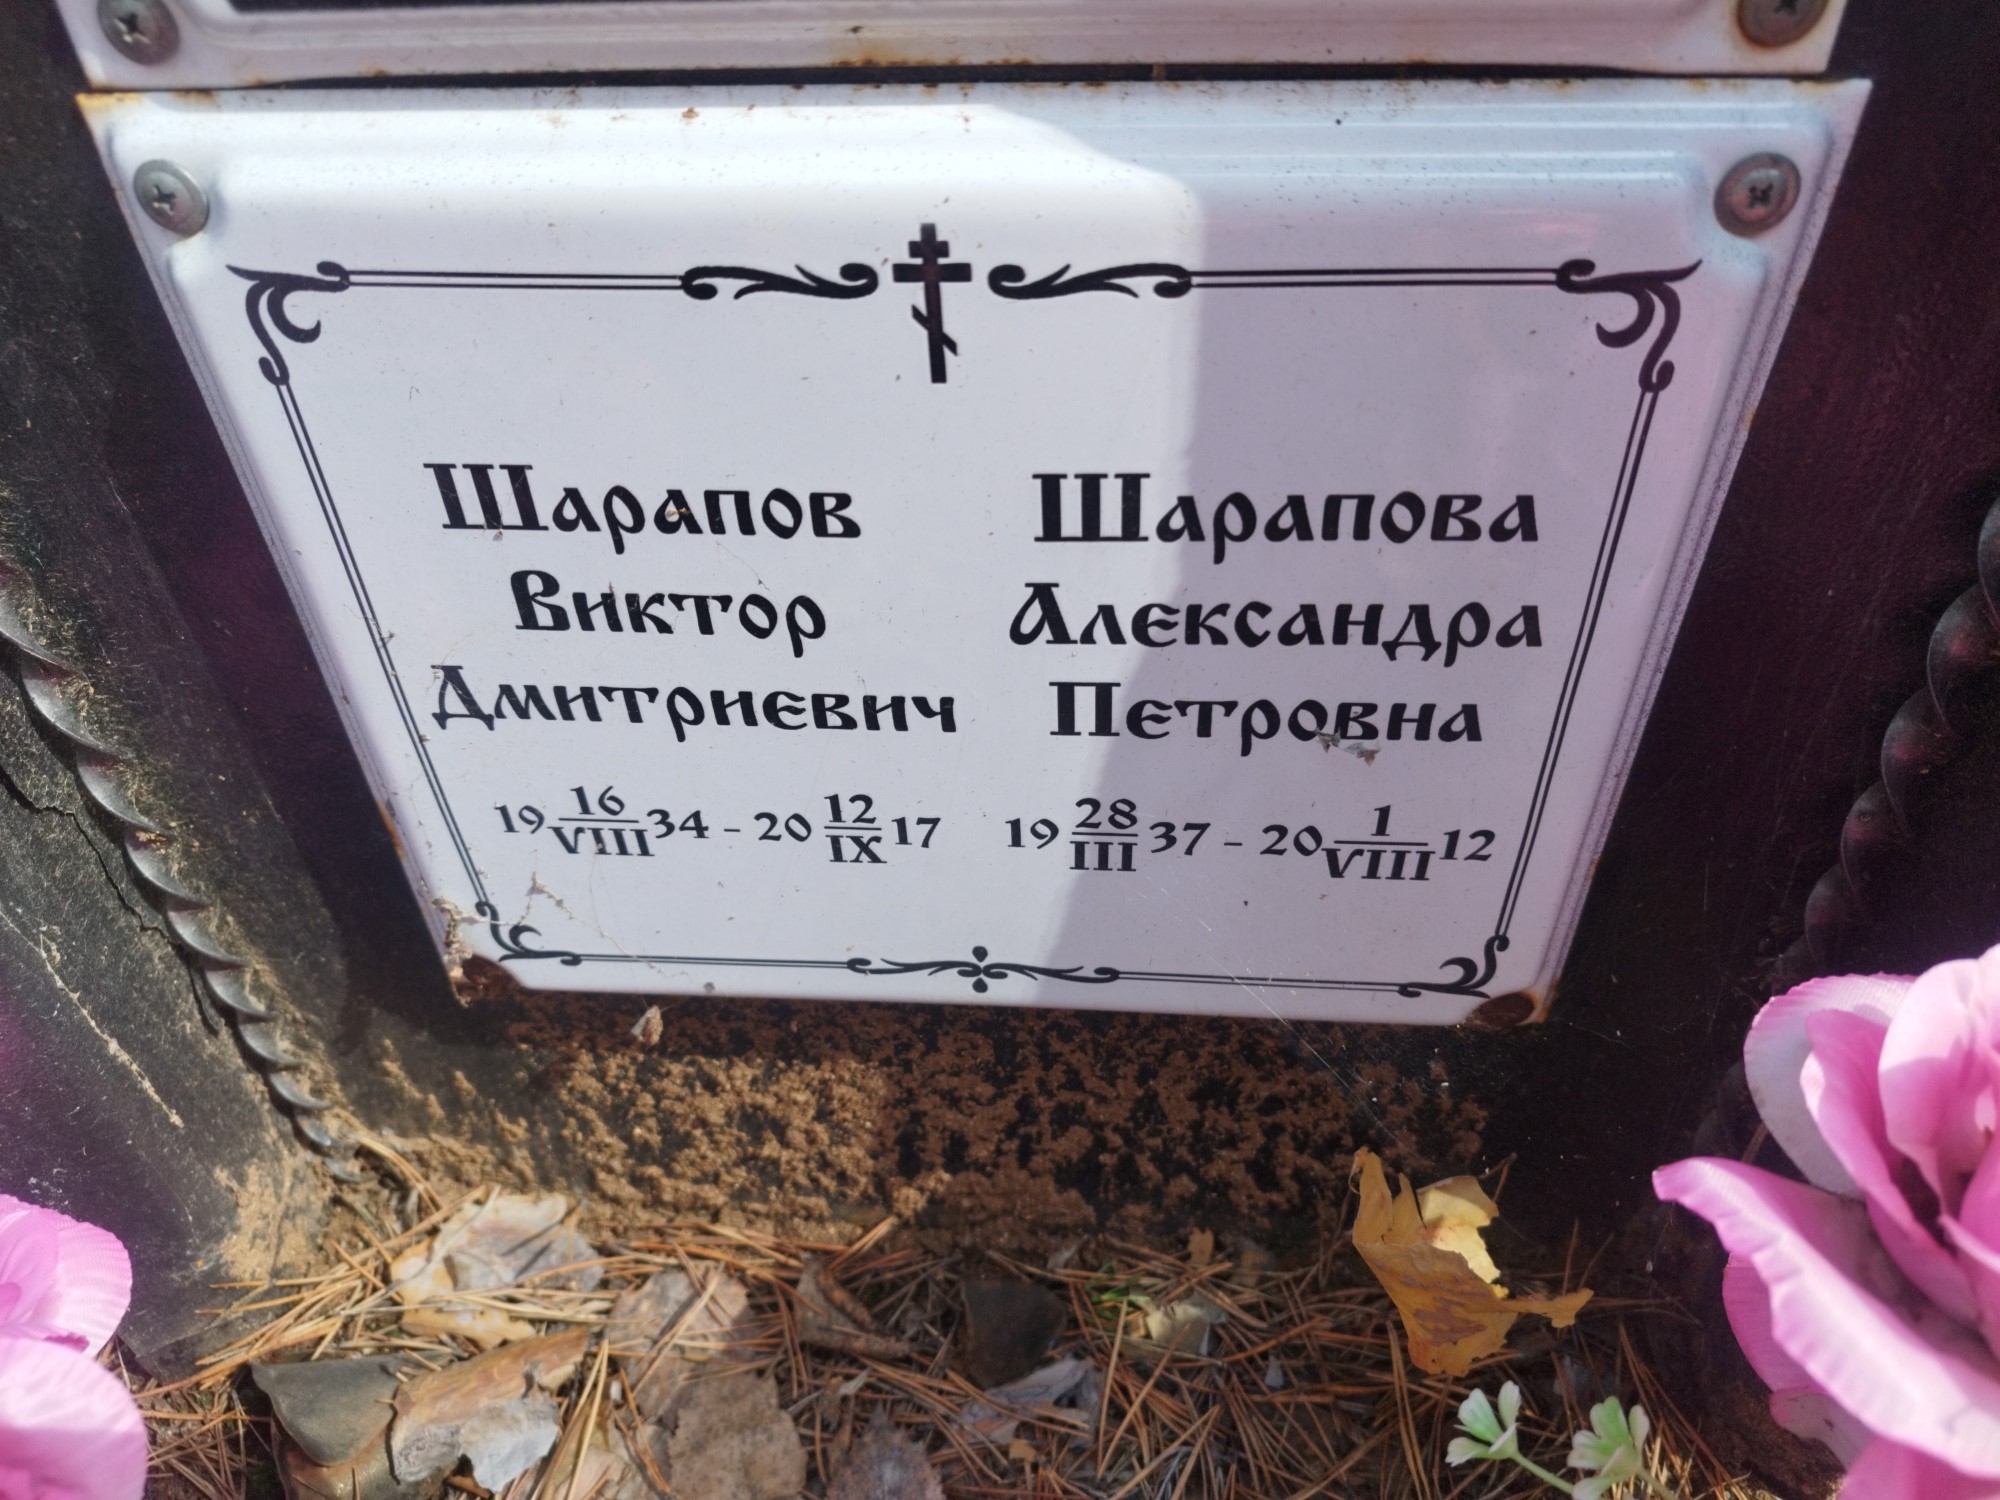 Шарапов
Виктор
Дмитриевич
19 16/VIII 34 - 20 12/IX 17
Шарапова
Александра
Петровна
19 28/III 37 - 20 1/VIII 12